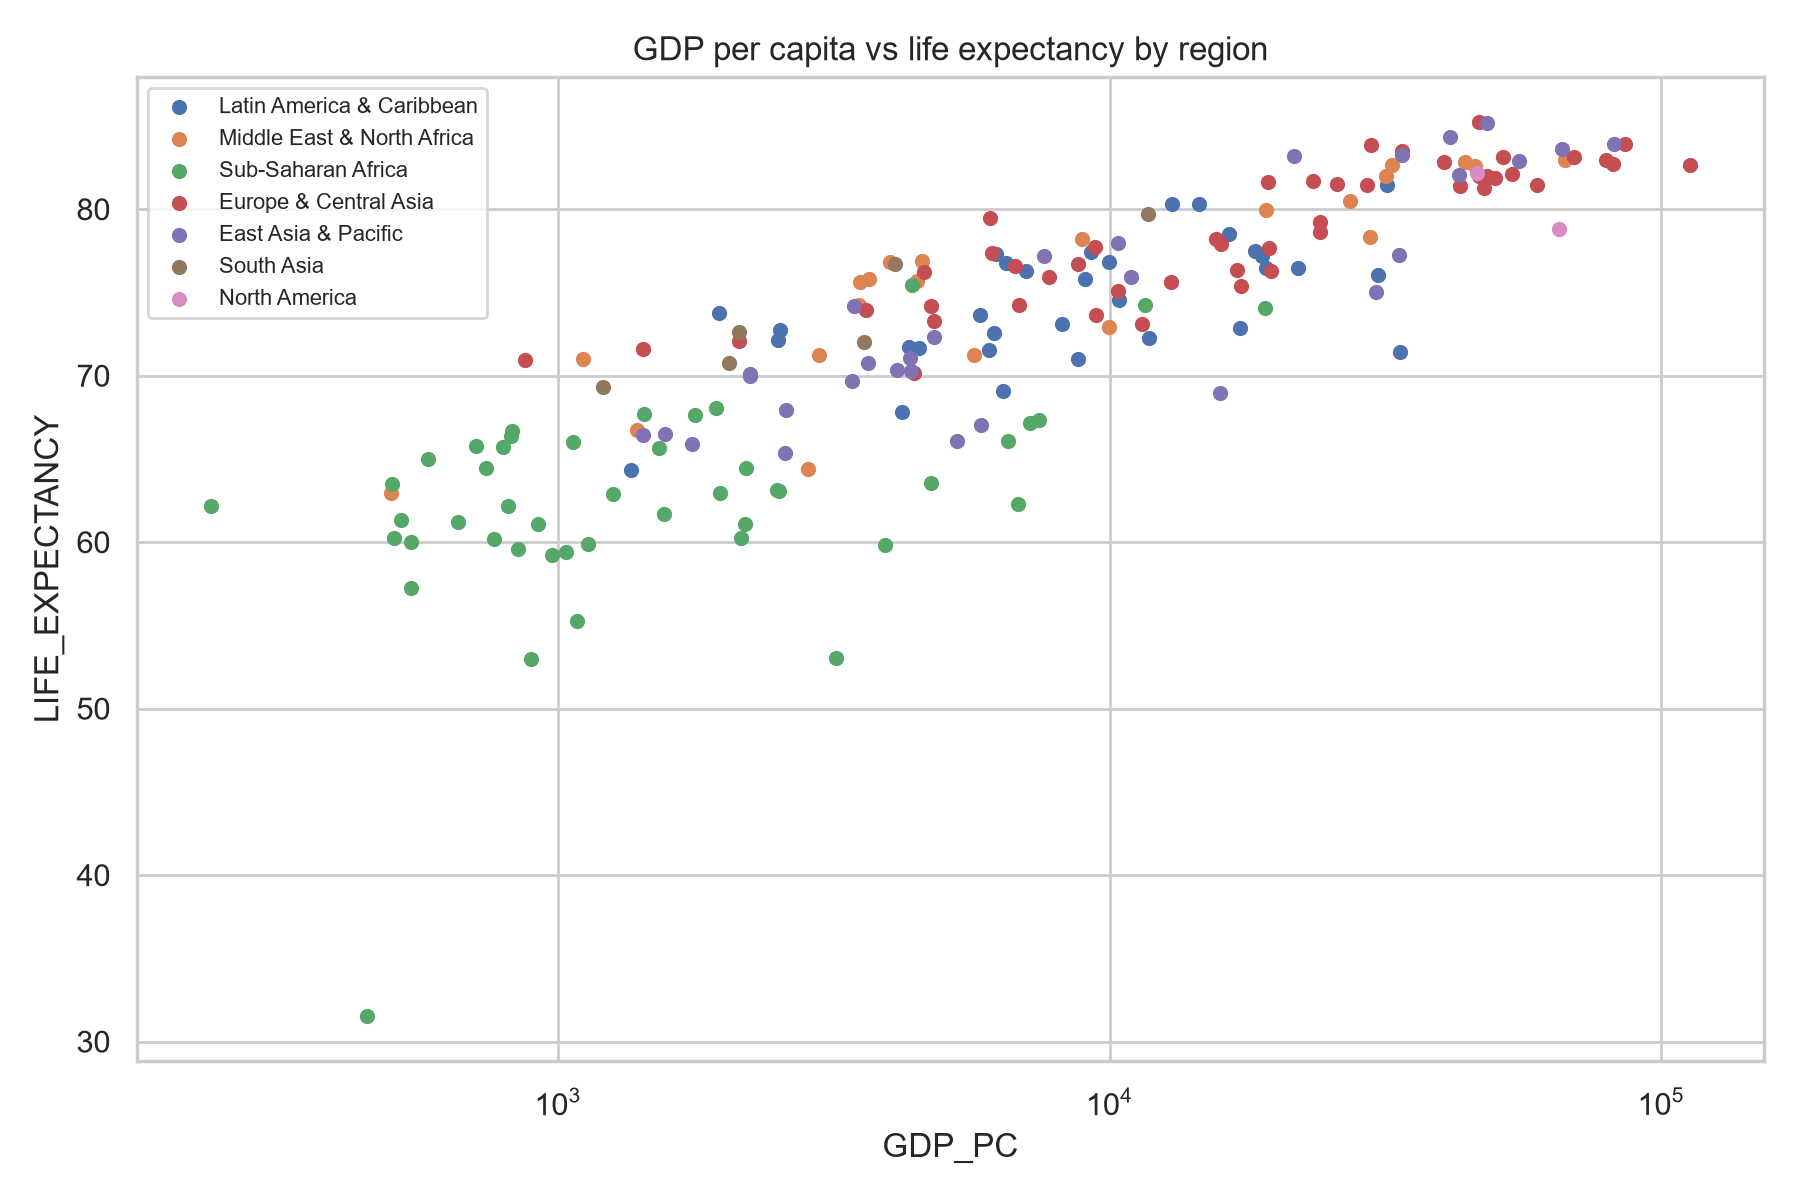 GDP per capita vs life expectancy by region
Latin America & Caribbean
Middle East & North Africa
Sub-Saharan Africa
Europe & Central Asia
East Asia & Pacific
South Asia
North America
LIFE_EXPECTANCY
80
70
60
50
40
30
10³
10⁴
10⁵
GDP_PC